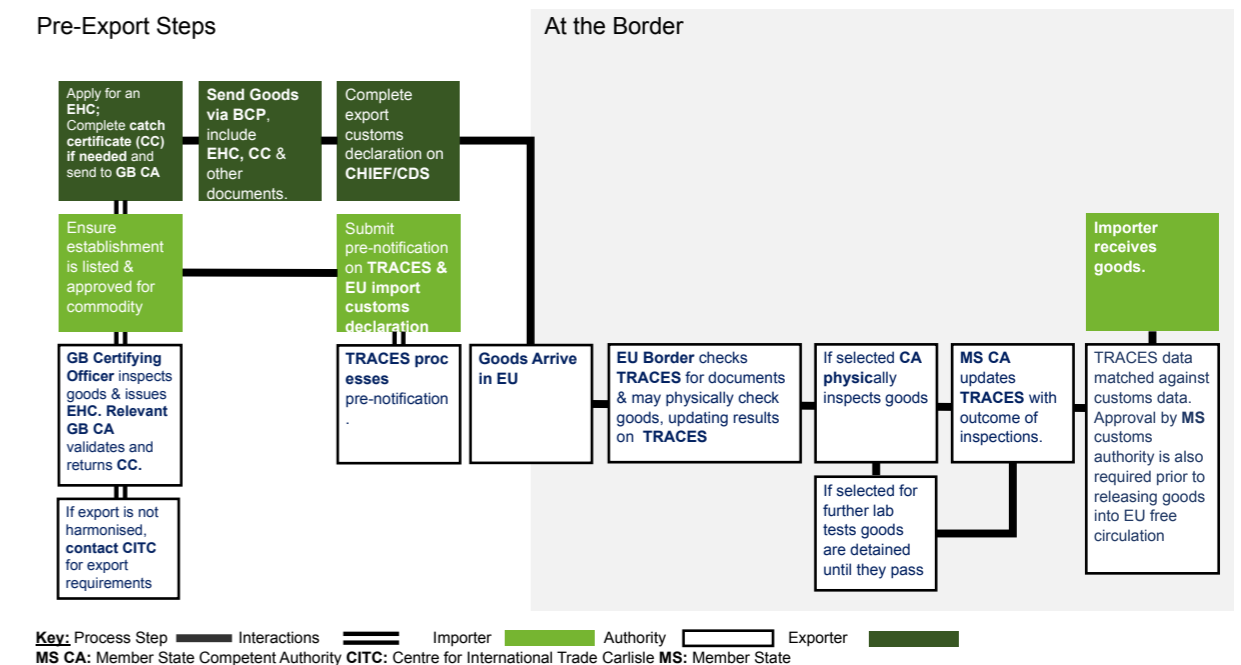 Pre-Export Steps
At the Border
Apply for an
EHC;
Complete catch
certificate (CC)
if needed and
send to GB CA
Send Goods
via BCP,
include
EHC, CC &
other
documents.
Complete
export
customs
declaration on
CHIEF/CDS
Ensure
establishment
is listed &
approved for
commodity
Submit
pre-notification
on TRACES &
EU import
customs
declaration
Importer
receives
goods.
GB Certifying
Officer inspects
goods & issues
EHC. Relevant
GB CA
validates and
returns CC.
TRACES proc
esses
pre-notification
.
Goods Arrive
in EU
EU Border checks
TRACES for documents
& may physically check
goods, updating results
on TRACES
If selected CA
physically
inspects goods
MS CA
updates
TRACES with
outcome of
inspections.
TRACES data
matched against
customs data.
Approval by MS
customs
authority is also
required prior to
releasing goods
into EU free
circulation
If export is not
harmonised,
contact CITC
for export
requirements
If selected for
further lab
tests goods
are detained
until they pass
Key: Process Step Interactions Importer Authority Exporter
MS CA: Member State Competent Authority CITC: Centre for International Trade Carlisle MS: Member State